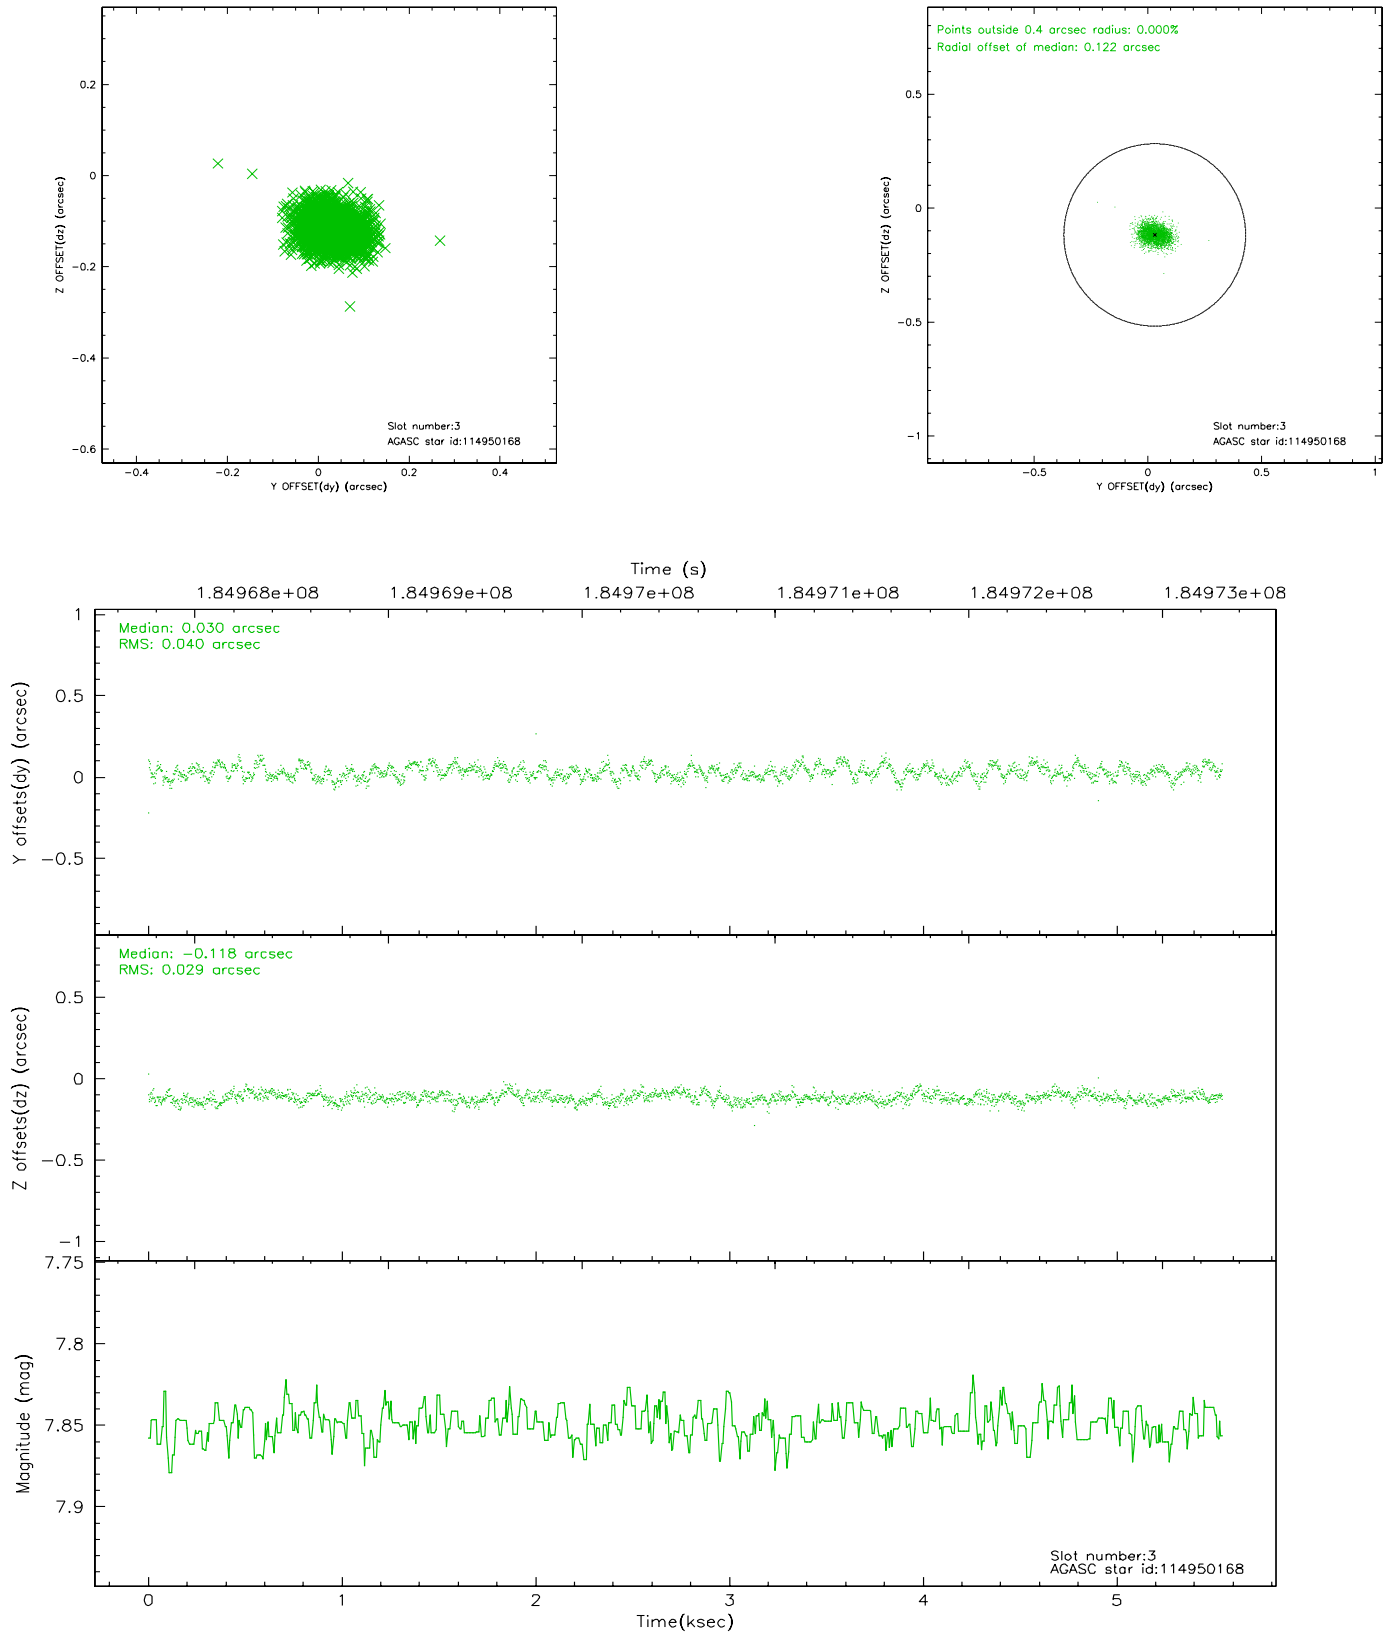 0.2
0
−0.2
−0.4
−0.6
Z OFFSET(dz) (arcsec)
Slot number:3
AGASC star id:114950168
−0.4 −0.2 0 0.2 0.4
Y OFFSET(dy) (arcsec)
Points outside 0.4 arcsec radius: 0.000%
Radial offset of median: 0.122 arcsec
0.5
0
−0.5
−1
Z OFFSET(dz) (arcsec)
Slot number:3
AGASC star id:114950168
−0.5 0 0.5 1
Y OFFSET(dy) (arcsec)
Time (s)
1.84968e+08 1.84969e+08 1.8497e+08 1.84971e+08 1.84972e+08 1.84973e+08
Median: 0.030 arcsec
RMS: 0.040 arcsec
1
0.5
0
−0.5
Y offsets(dy) (arcsec)
Median: −0.118 arcsec
RMS: 0.029 arcsec
0.5
0
−0.5
−1
Z offsets(dz) (arcsec)
7.75
7.8
7.85
7.9
Magnitude (mag)
Slot number:3
AGASC star id:114950168
0 1 2 3 4 5
Time(ksec)